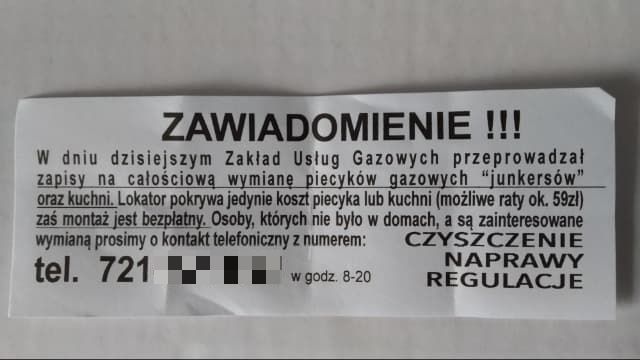 ZAWIADOMIENIE !!!
W dniu dzisiejszym Zakład Usług Gazowych przeprowadzał
zapisy na całościową wymianę piecyków gazowych "junkersów"
oraz kuchni. Lokator pokrywa jedynie koszt piecyka lub kuchni (możliwe raty ok. 59zł)
zaś montaż jest bezpłatny. Osoby, których nie było w domach, a są zainteresowane
wymianą prosimy o kontakt telefoniczny z numerem:
tel. 721
w godz. 8-20
CZYSZCZENIE
NAPRAWY
REGULACJE